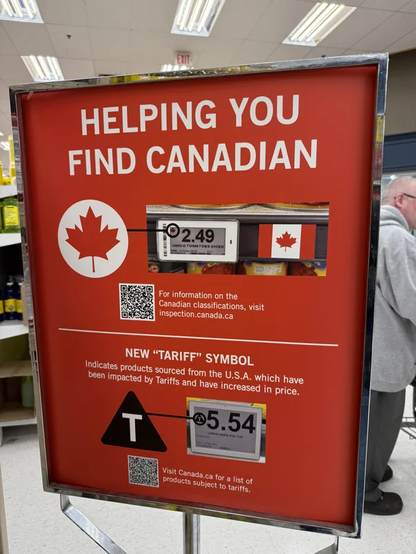 EXIT
HELPING YOU
FIND CANADIAN
2.49
For information on the
Canadian classifications, visit
inspection.canada.ca
NEW "TARIFF" SYMBOL
Indicates products sourced from the U.S.A. which have
been impacted by Tariffs and have increased in price.
T
T
5.54
Visit Canada.ca for a list of
products subject to tariffs.